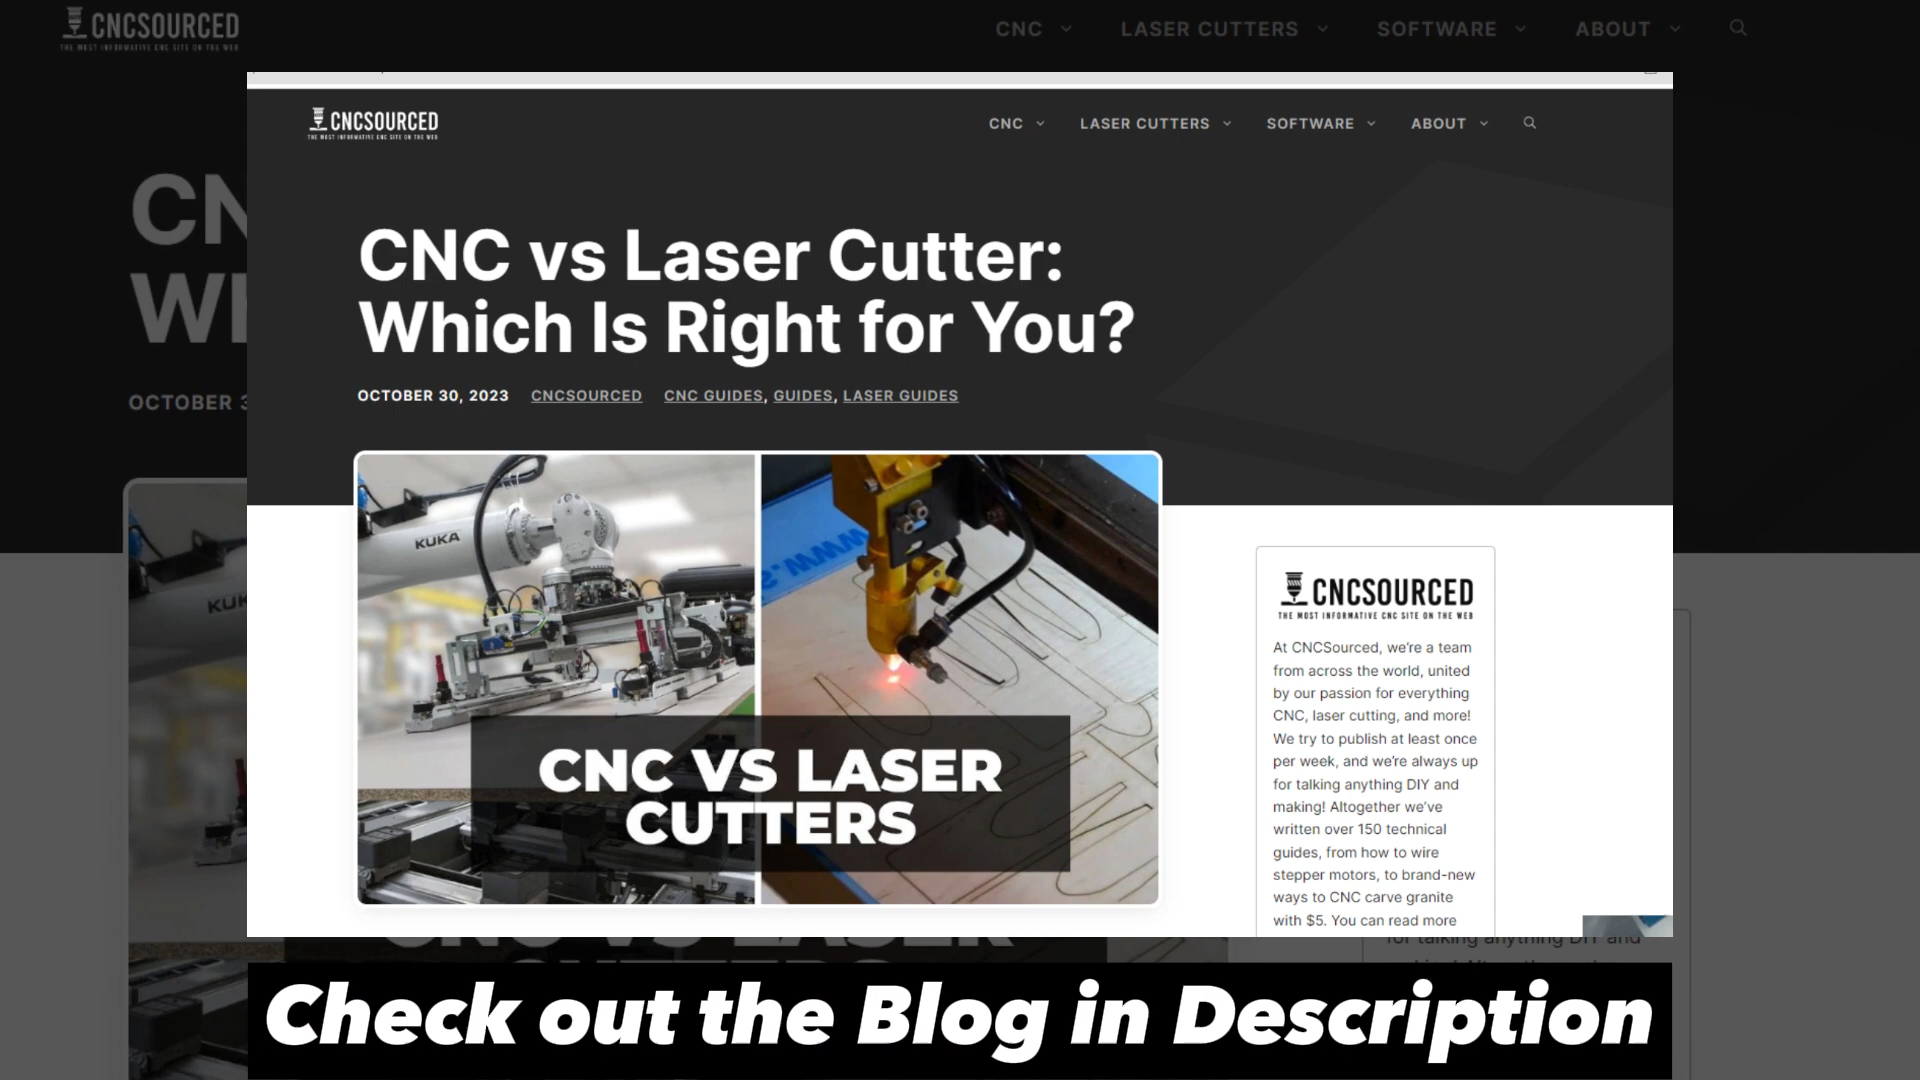 CNCSOURCED
THE MOST INFORMATIVE CNC SITE ON THE WEB
CNC
LASER CUTTERS
SOFTWARE
ABOUT
CNCSOURCED
THE MOST INFORMATIVE CNC SITE ON THE WEB
CNC
LASER CUTTERS
SOFTWARE
ABOUT
CNC vs Laser Cutter:
Which Is Right for You?
OCTOBER 30, 2023 CNCSOURCED CNC GUIDES, GUIDES, LASER GUIDES
OCTOBER
KUKA
www.s
CNC VS LASER
CUTTERS
CNCSOURCED
THE MOST INFORMATIVE CNC SITE ON THE WEB
At CNCSourced, we're a team
from across the world, united
by our passion for everything
CNC, laser cutting, and more!
We try to publish at least once
per week, and we're always up
for talking anything DIY and
making! Altogether we've
written over 150 technical
guides, from how to wire
stepper motors, to brand-new
ways to CNC carve granite
with $5. You can read more
for talking anything DIY and
Check out the Blog in Description